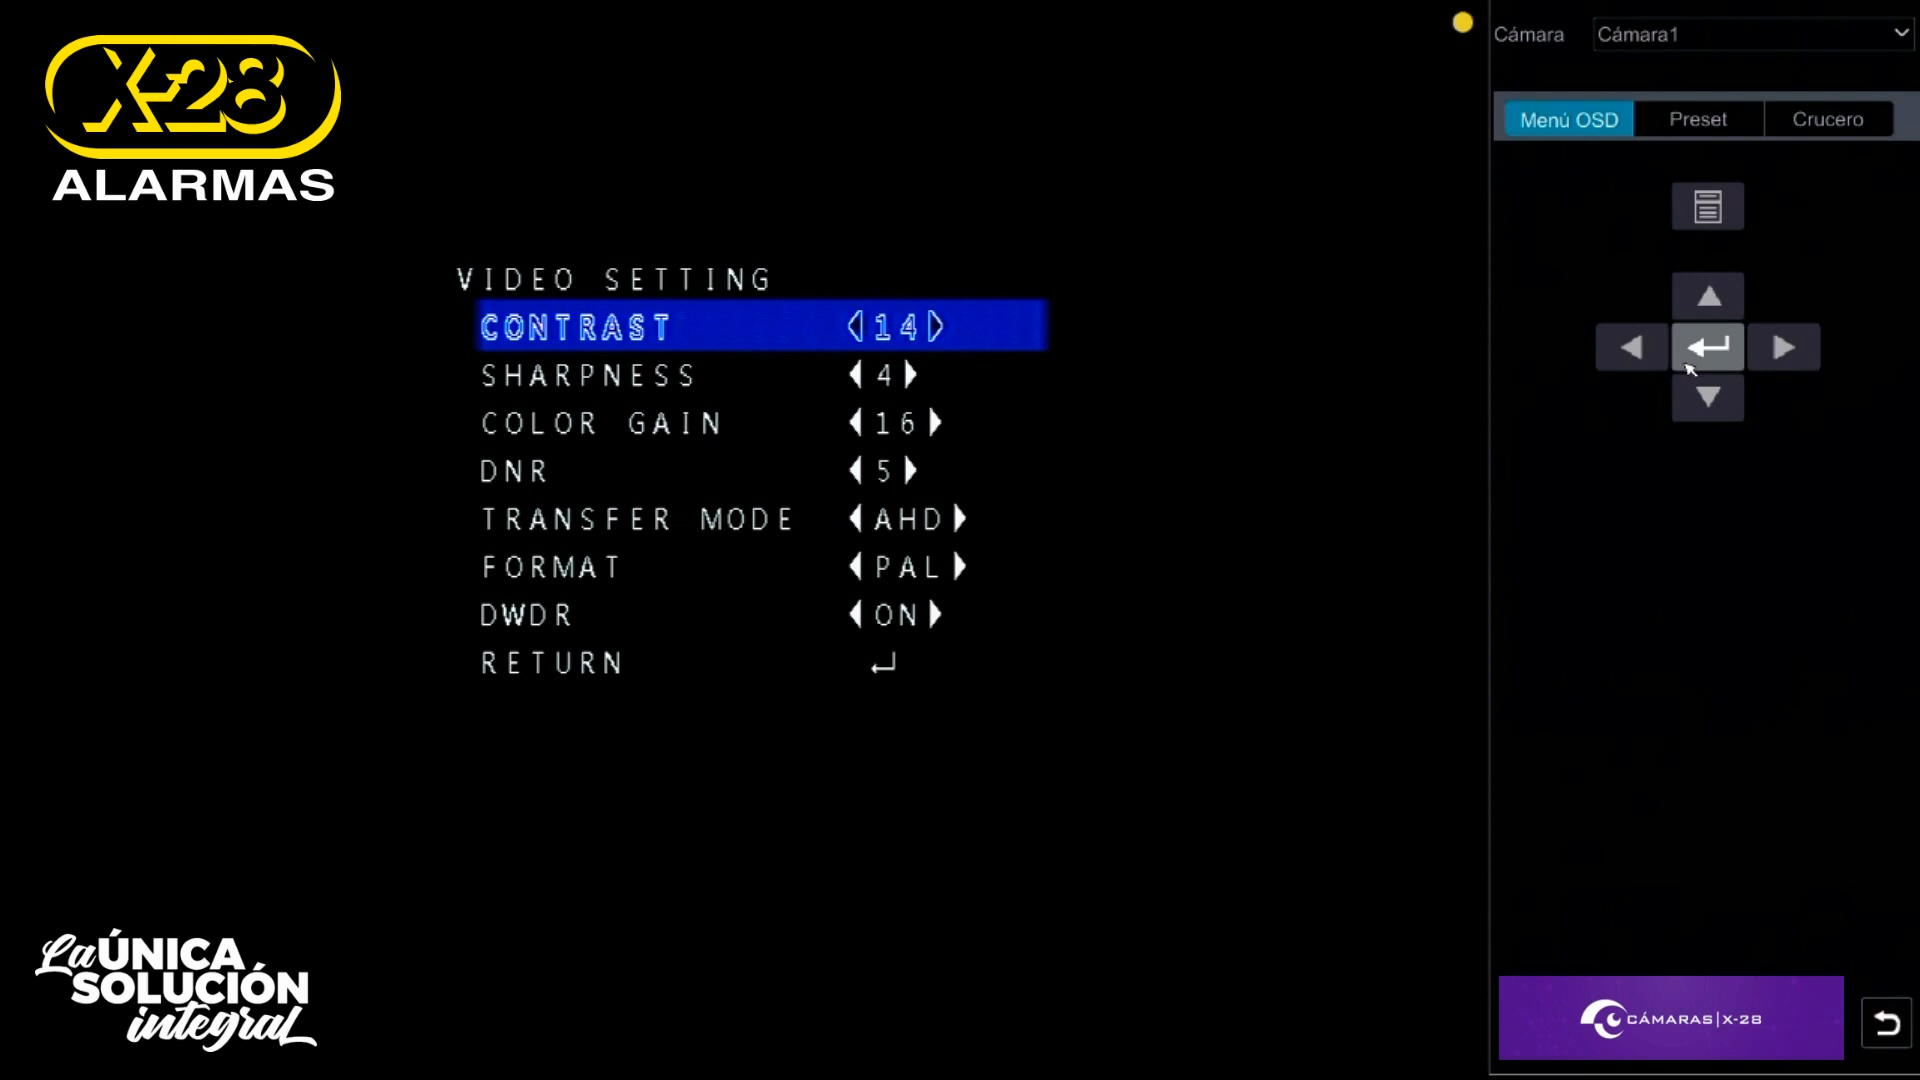 X-28
ALARMAS
VIDEO SETTING
CONTRAST 14
SHARPNESS 4
COLOR GAIN 16
DNR 5
TRANSFER MODE AHD
FORMAT PAL
DWDR ON
RETURN
La ÚNICA
SOLUCIÓN
integral
Cámara Cámara1
Menú OSD Preset Crucero
CÁMARAS|X-28